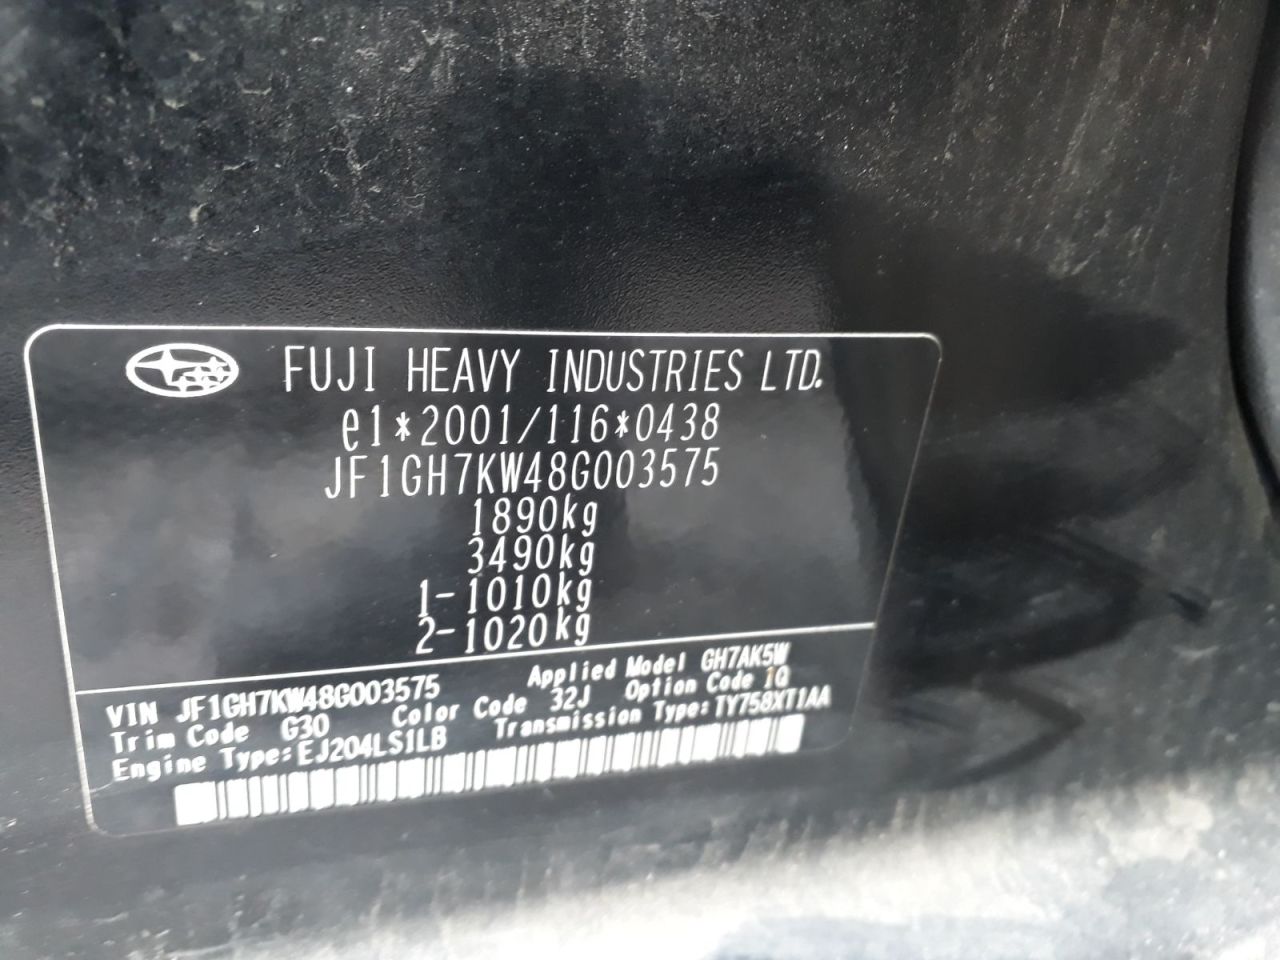 FUJI HEAVY INDUSTRIES LTD.
e1*2001/116*0438
JF1GH7KW48G003575
1890kg
3490kg
1-1010kg
2-1020kg
VIN JF1GH7KW48G003575 Applied Model GH7AK5W
Trim Code G30 Color Code 32J Option Code 1Q
Engine Type:EJ204LS1LB Transmission Type:TY758XT1AA